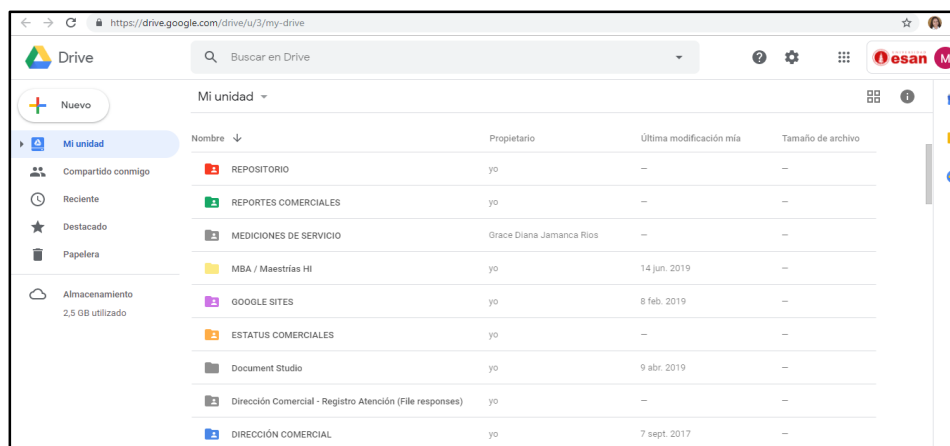 https://drive.google.com/drive/u/3/my-drive
Drive
Buscar en Drive
esan
M
Nuevo
Mi unidad
Mi unidad
Compartido conmigo
Reciente
Destacado
Papelera
Almacenamiento
2,5 GB utilizado
Nombre Propietario Última modificación mía Tamaño de archivo
REPOSITORIO yo –
–
REPORTES COMERCIALES yo – –
MEDICIONES DE SERVICIO Grace Diana Jamanca Rios – –
MBA / Maestrías HI yo 14 jun. 2019 –
GOOGLE SITES yo 8 feb. 2019 –
ESTATUS COMERCIALES yo – –
Document Studio yo 9 abr. 2019 –
Dirección Comercial - Registro Atención (File responses) yo – –
DIRECCIÓN COMERCIAL yo 7 sept. 2017 –